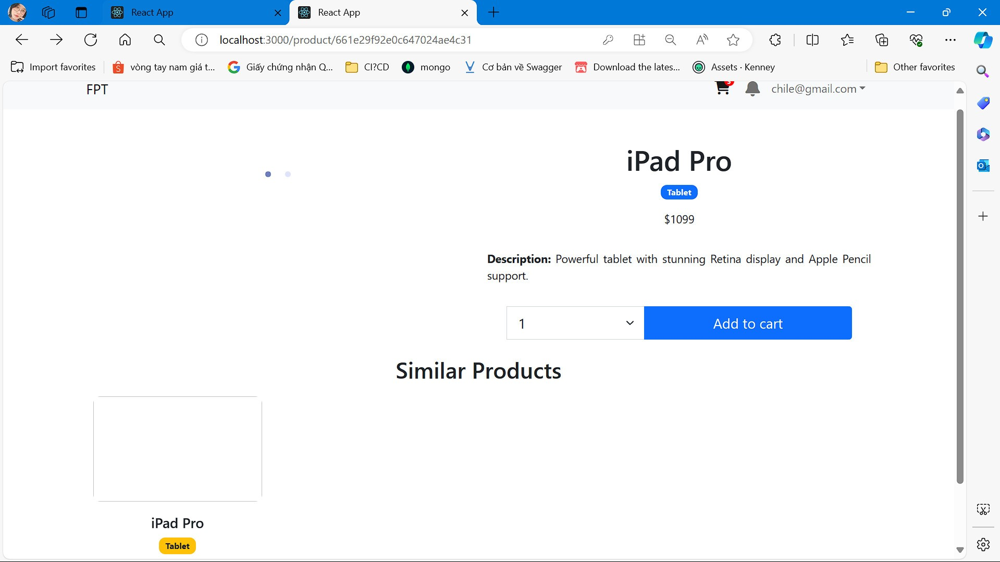 React App
React App
localhost:3000/product/661e29f92e0c647024ae4c31
Import favorites
vòng tay nam giá t...
Giấy chứng nhận Q...
CI?CD
mongo
Cơ bản về Swagger
Download the lates...
Assets · Kenney
Other favorites
FPT
chile@gmail.com
iPad Pro
Tablet
$1099
Description: Powerful tablet with stunning Retina display and Apple Pencil
support.
1
Add to cart
Similar Products
iPad Pro
Tablet